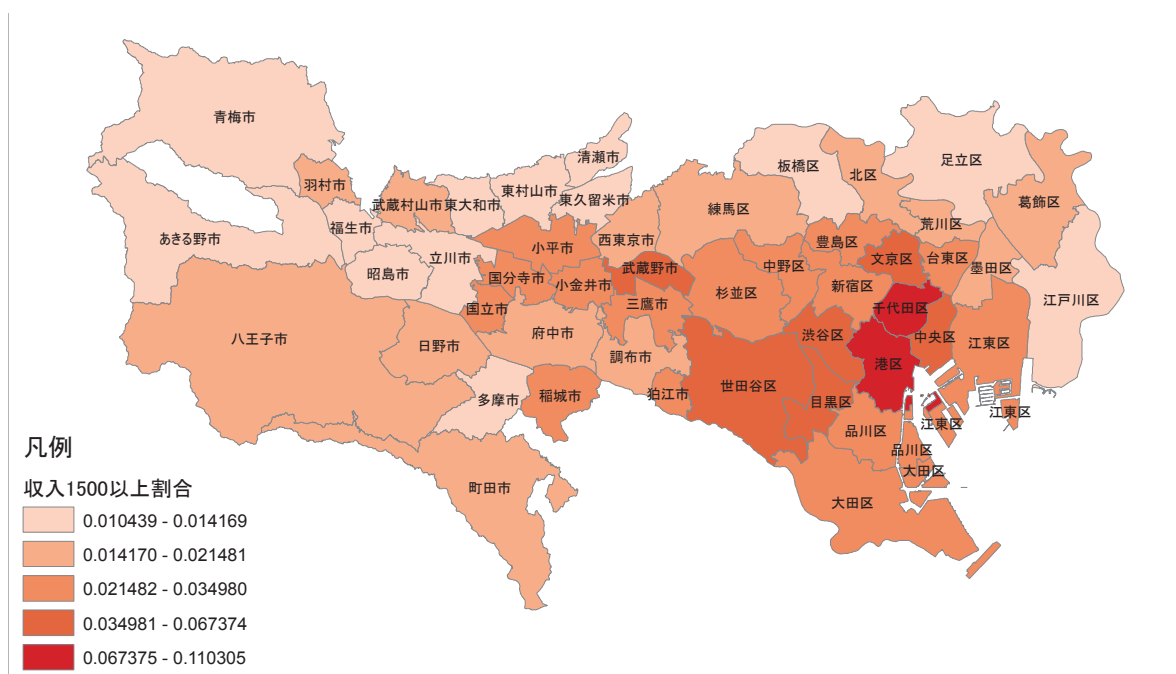 青梅市
清瀬市
足立区
板橋区
北区
羽村市
東村山市
武蔵村山市
東大和市
東久留米市
葛飾区
練馬区
荒川区
福生市
あきる野市
西東京市
豊島区
小平市
文京区
台東区
立川市
昭島市
武蔵野市
中野区
墨田区
国分寺市
小金井市
新宿区
杉並区
江戸川区
国立市
三鷹市
千代田区
八王子市
府中市
渋谷区
中央区
江東区
日野市
調布市
港区
世田谷区
多摩市
稲城市
狛江市
目黒区
江東区
江東区
品川区
品川区
大田区
町田市
大田区
凡例
収入1500以上割合
0.010439 - 0.014169
0.014170 - 0.021481
0.021482 - 0.034980
0.034981 - 0.067374
0.067375 - 0.110305